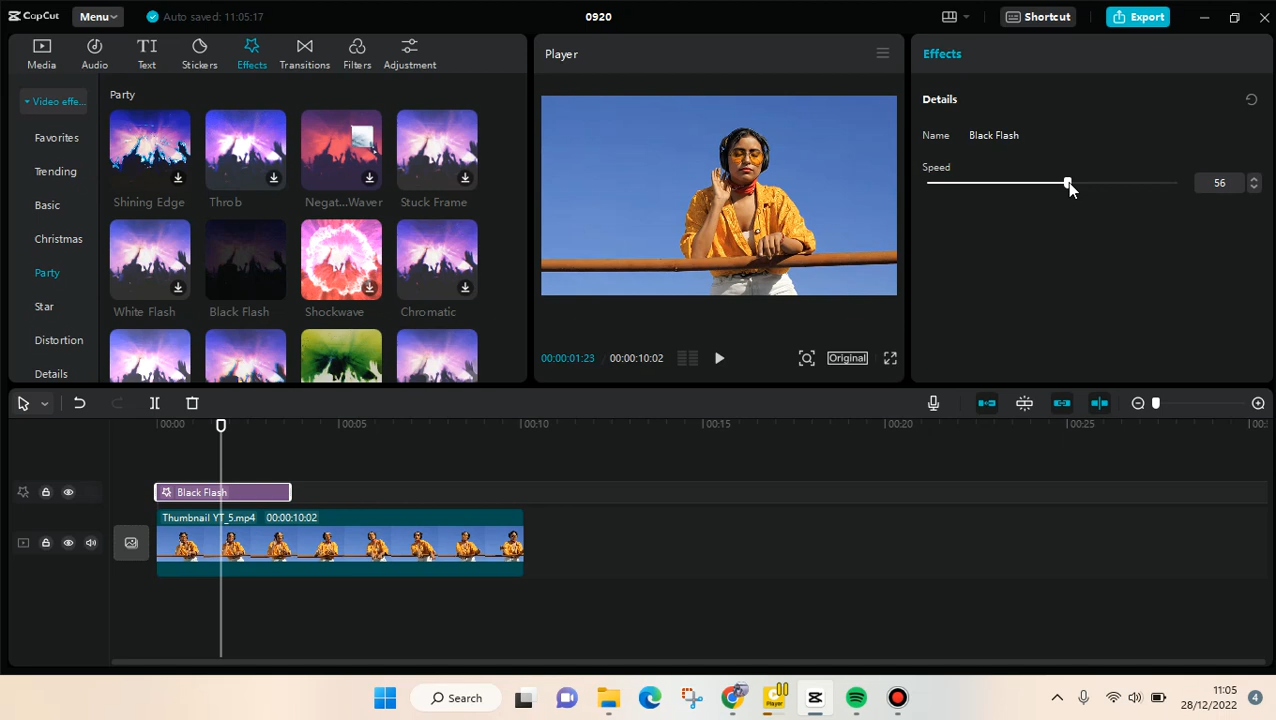 CapCut Menu Auto saved: 11:05:17 0920 Shortcut Export
Media Audio Text Stickers Effects Transitions Filters Adjustment
Player
Effects
Video effe...
Favorites
Trending
Basic
Christmas
Party
Star
Distortion
Details
Party
Shining Edge Throb Negat...Waver Stuck Frame
White Flash Black Flash Shockwave Chromatic
00:00:01:23 00:00:10:02 Original
Details
Name Black Flash
Speed
56
00:00 00:05 00:10 00:15 00:20 00:25
Black Flash
Thumbnail YT_5.mp4 00:00:10:02
Search
Player
11:05
28/12/2022
4